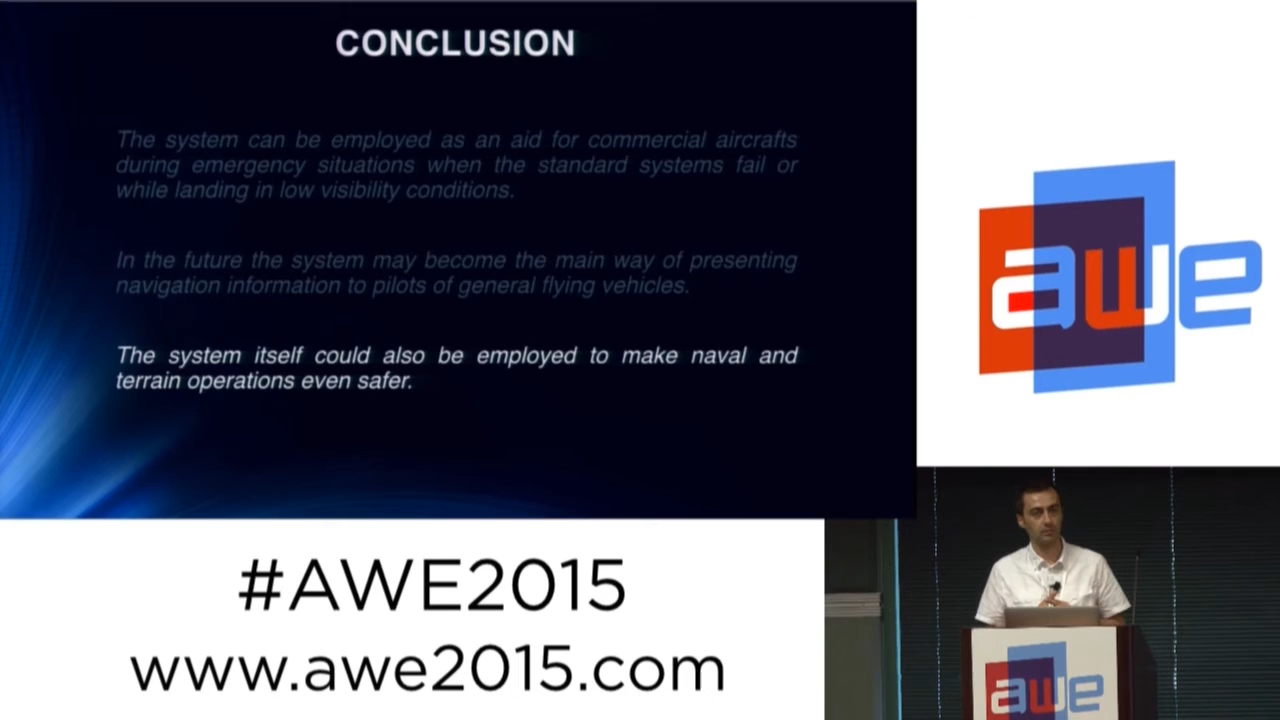 CONCLUSION
The system can be employed as an aid for commercial aircrafts
during emergency situations when the standard systems fail or
while landing in low visibility conditions.
In the future the system may become the main way of presenting
navigation information to pilots of general flying vehicles.
The system itself could also be employed to make naval and
terrain operations even safer.
awe
#AWE2015
www.awe2015.com
awe